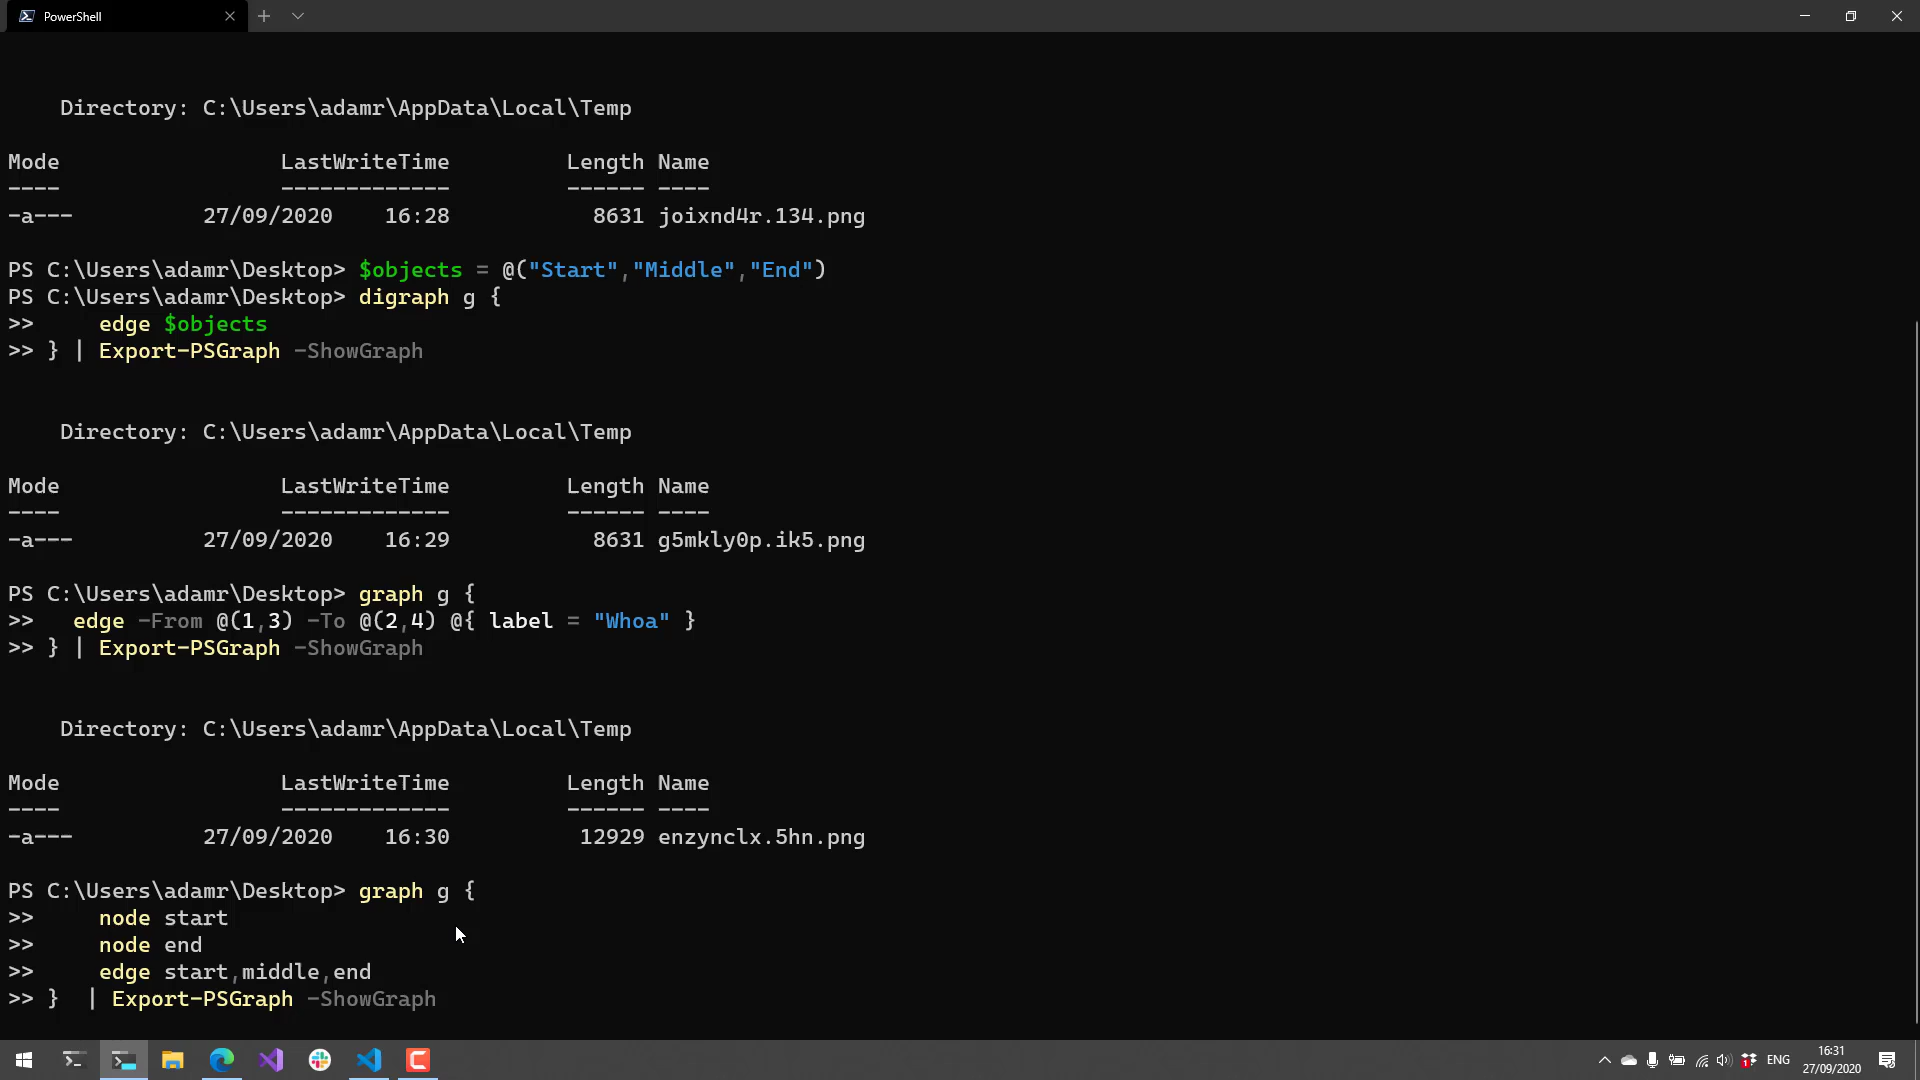 PowerShell
Directory: C:\Users\adamr\AppData\Local\Temp
Mode                 LastWriteTime         Length Name
----                 -------------         ------ ----
-a---          27/09/2020    16:28           8631 joixnd4r.134.png
PS C:\Users\adamr\Desktop> $objects = @("Start","Middle","End")
PS C:\Users\adamr\Desktop> digraph g {
>>     edge $objects
>> } | Export-PSGraph -ShowGraph
Directory: C:\Users\adamr\AppData\Local\Temp
Mode                 LastWriteTime         Length Name
----                 -------------         ------ ----
-a---          27/09/2020    16:29           8631 g5mkly0p.ik5.png
PS C:\Users\adamr\Desktop> graph g {
>>   edge -From @(1,3) -To @(2,4) @{ label = "Whoa" }
>> } | Export-PSGraph -ShowGraph
Directory: C:\Users\adamr\AppData\Local\Temp
Mode                 LastWriteTime         Length Name
----                 -------------         ------ ----
-a---          27/09/2020    16:30          12929 enzynclx.5hn.png
PS C:\Users\adamr\Desktop> graph g {
>>     node start
>>     node end
>>     edge start,middle,end
>> }  | Export-PSGraph -ShowGraph
ENG
16:31
27/09/2020